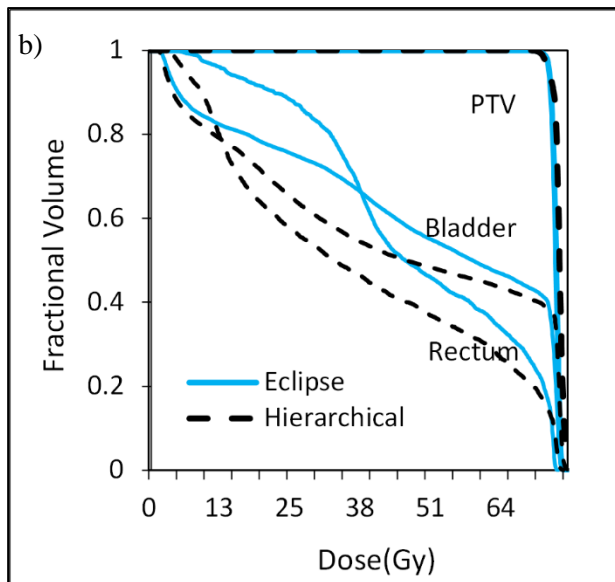 b)
1
0.8
0.6
0.4
0.2
0
Fractional Volume
PTV
Bladder
Rectum
Eclipse
Hierarchical
0 13 25 38 51 64
Dose(Gy)